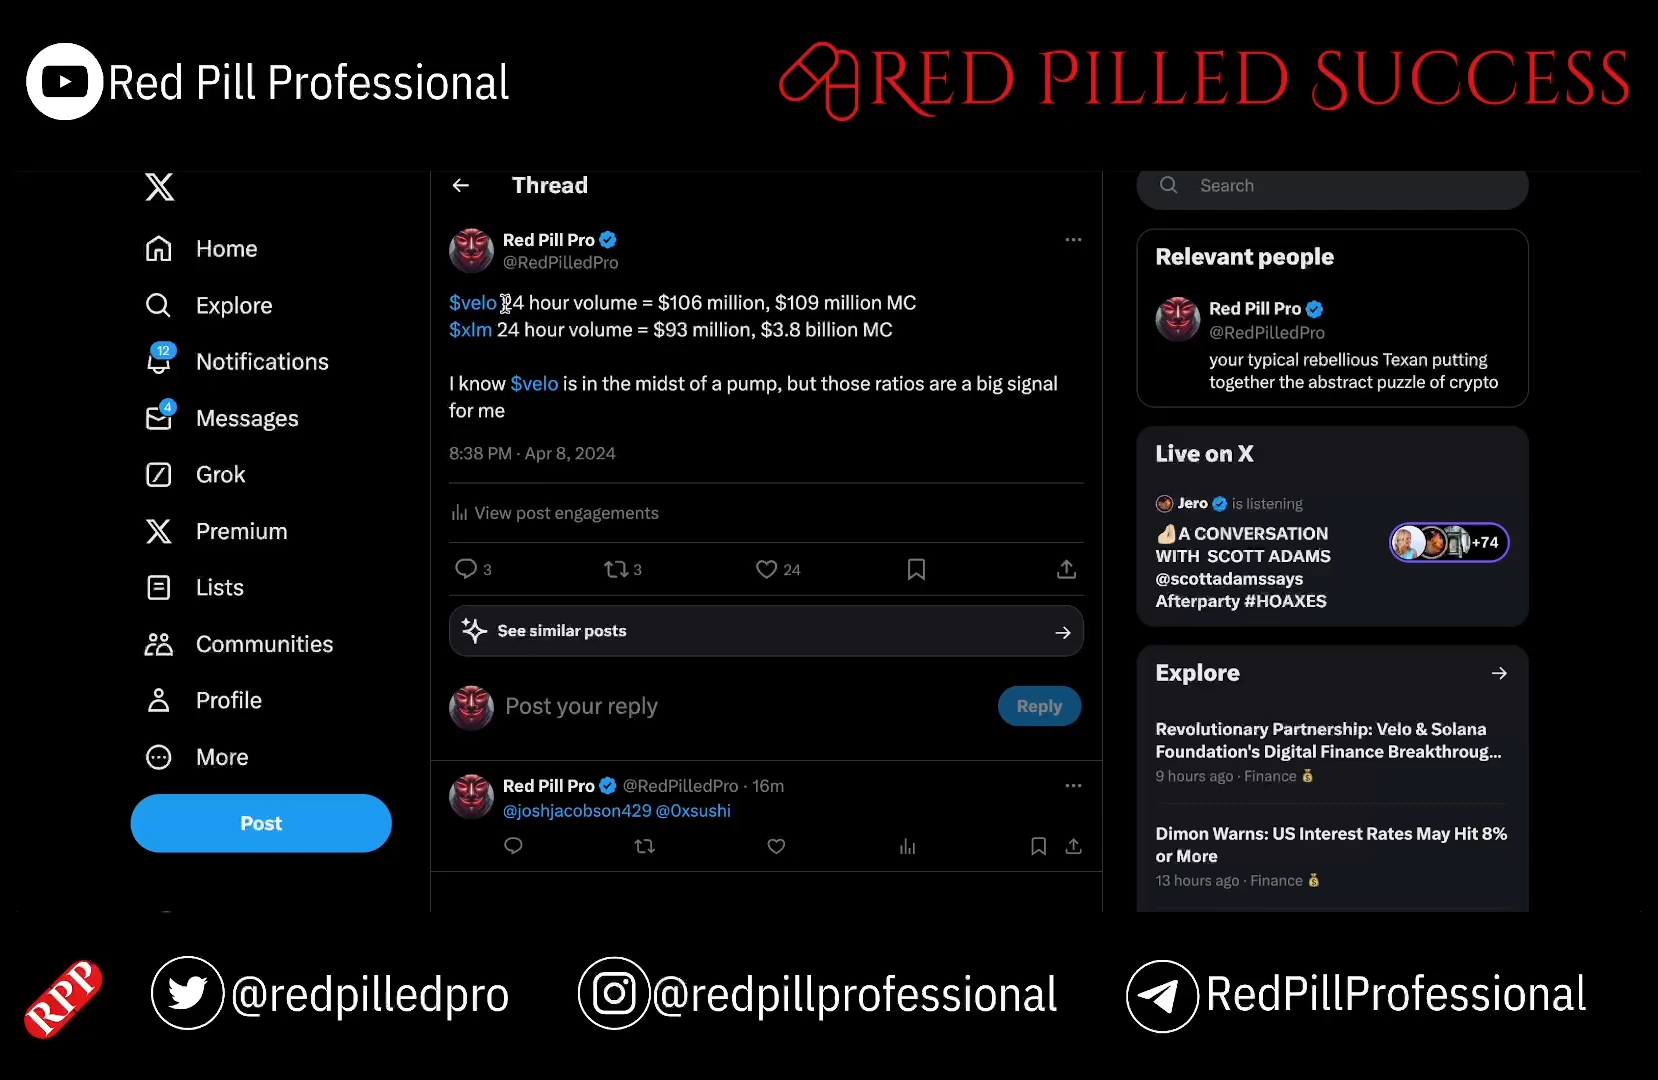 Red Pill Professional
RED PILLED SUCCESS
Home
Explore
12
Notifications
4
Messages
Grok
Premium
Lists
Communities
Profile
More
Post
Thread
Red Pill Pro
@RedPilledPro
$velo 24 hour volume = $106 million, $109 million MC
$xlm 24 hour volume = $93 million, $3.8 billion MC
I know $velo is in the midst of a pump, but those ratios are a big signal
for me
8:38 PM · Apr 8, 2024
View post engagements
3
3
24
See similar posts
Post your reply
Reply
Red Pill Pro @RedPilledPro · 16m
@joshjacobson429 @0xsushi
Search
Relevant people
Red Pill Pro
@RedPilledPro
your typical rebellious Texan putting
together the abstract puzzle of crypto
Live on X
Jero is listening
A CONVERSATION
WITH SCOTT ADAMS
@scottadamssays
Afterparty #HOAXES
+74
Explore
Revolutionary Partnership: Velo & Solana
Foundation's Digital Finance Breakthroug...
9 hours ago · Finance
Dimon Warns: US Interest Rates May Hit 8%
or More
13 hours ago · Finance
RPP
@redpilledpro
@redpillprofessional
RedPillProfessional